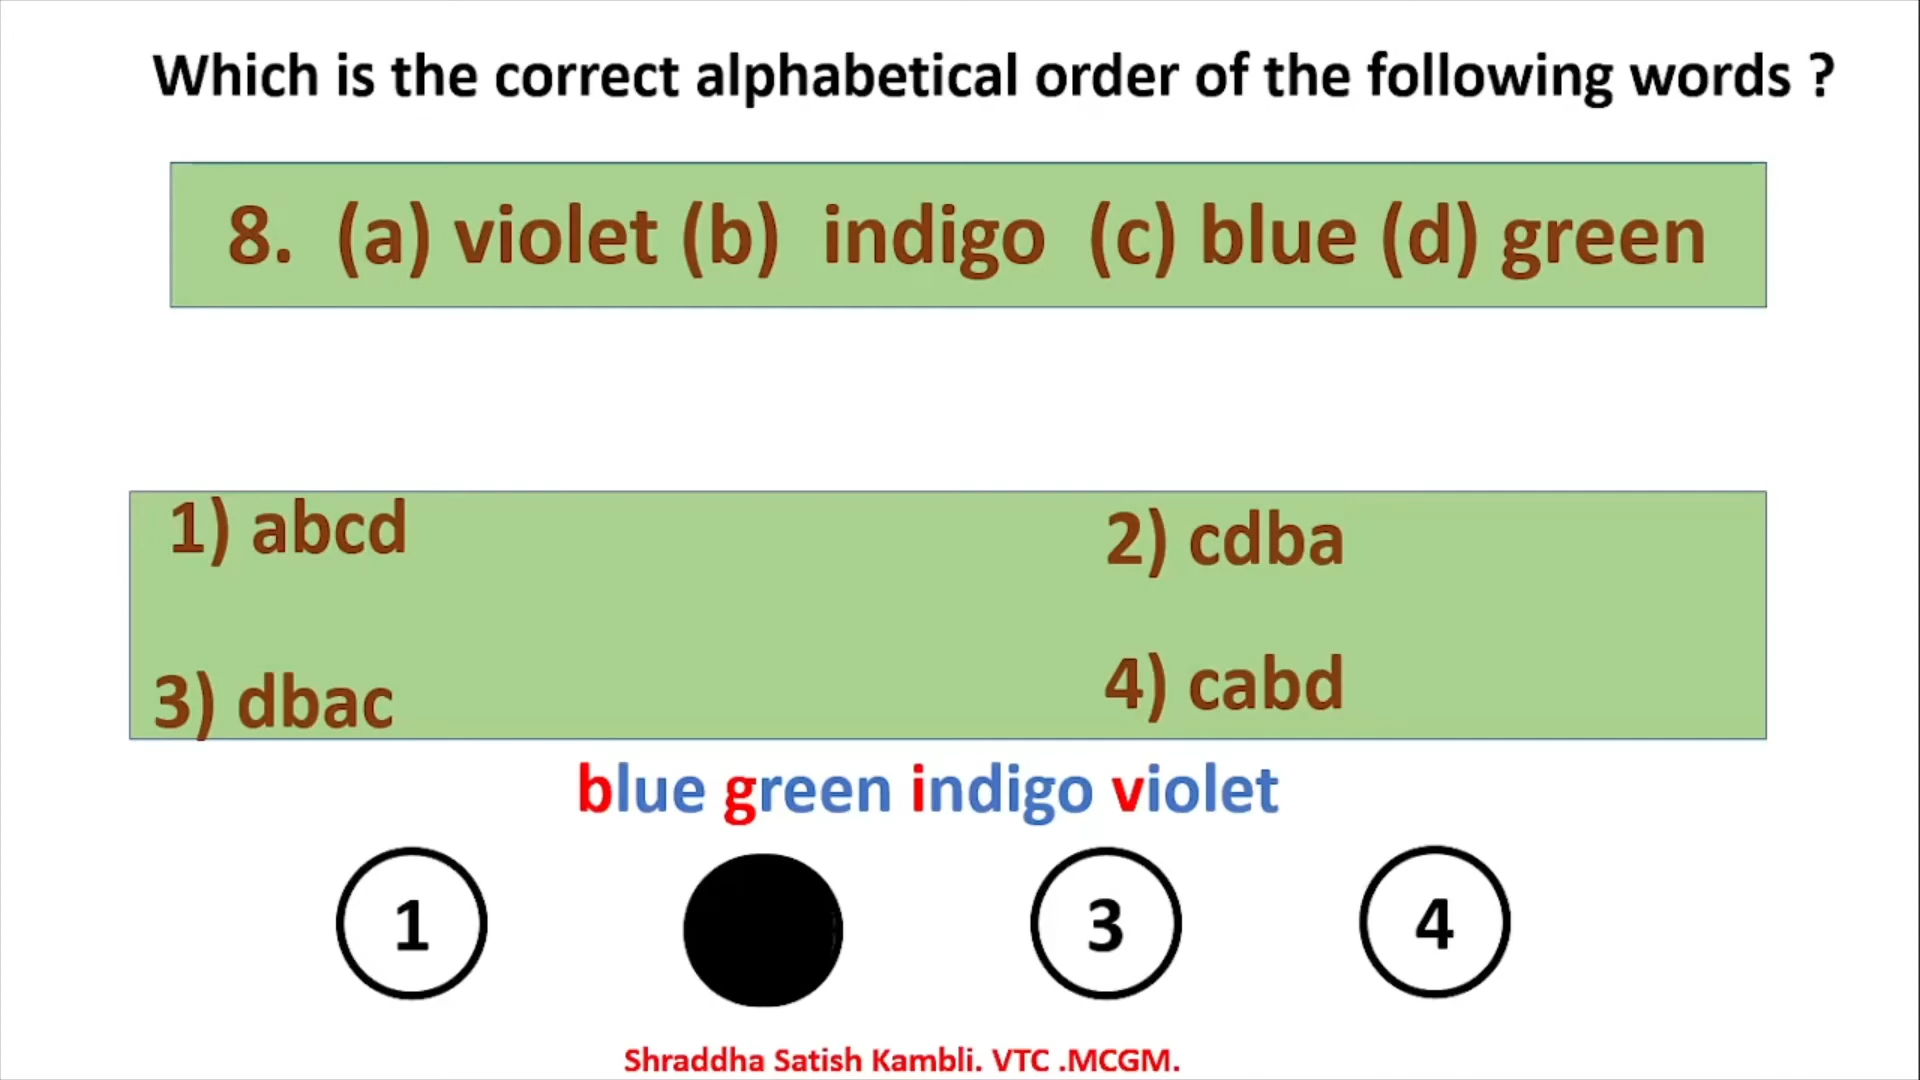 Which is the correct alphabetical order of the following words ?
8. (a) violet (b) indigo (c) blue (d) green
1) abcd 2) cdba
3) dbac 4) cabd
blue green indigo violet
1 3 4
Shraddha Satish Kambli. VTC .MCGM.